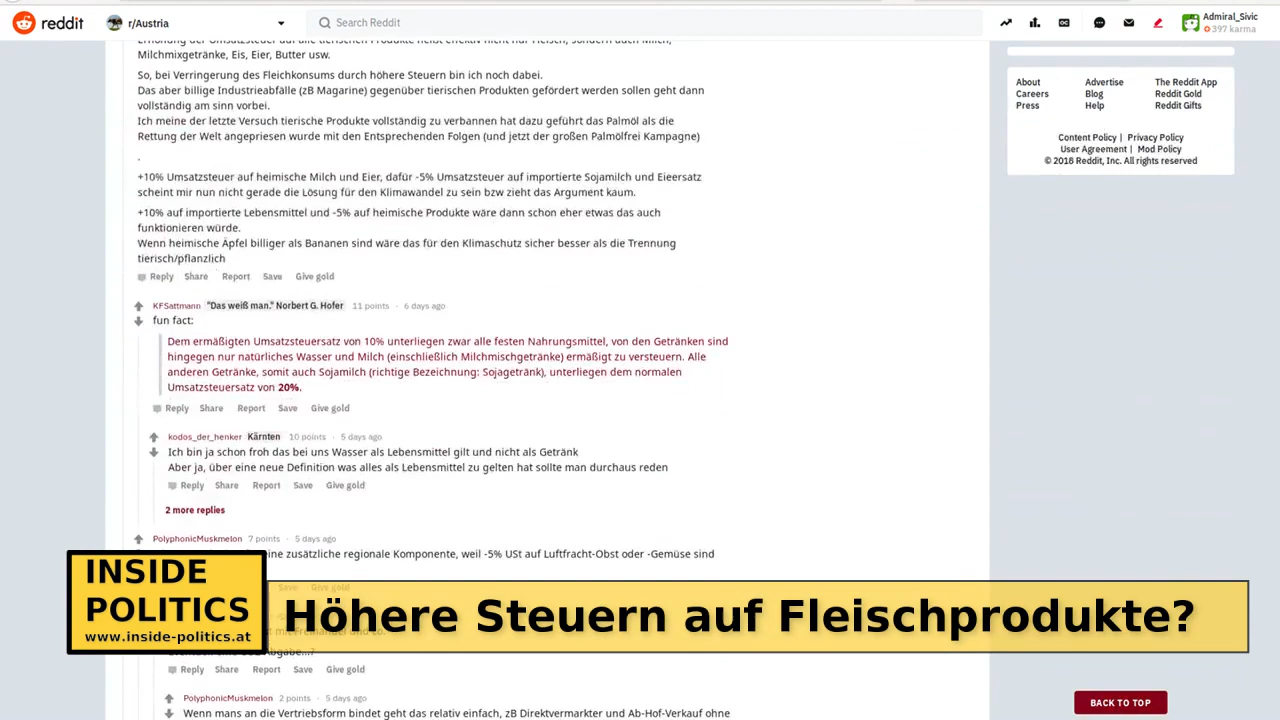 reddit
r/Austria
Search Reddit
Admiral_Sivic
397 karma
Erhöhung der Umsatzsteuer auf alle tierischen Produkte heißt effektiv nicht nur Fleisch, sondern auch Milch,
Milchmixgetränke, Eis, Eier, Butter usw.
So, bei Verringerung des Fleichkonsums durch höhere Steuern bin ich noch dabei.
Das aber billige Industrieabfälle (zB Magarine) gegenüber tierischen Produkten gefördert werden sollen geht dann
vollständig am sinn vorbei.
Ich meine der letzte Versuch tierische Produkte vollständig zu verbannen hat dazu geführt das Palmöl als die
Rettung der Welt angepriesen wurde mit den Entsprechenden Folgen (und jetzt der großen Palmölfrei Kampagne)
.
+10% Umsatzsteuer auf heimische Milch und Eier, dafür -5% Umsatzsteuer auf importierte Sojamilch und Eieersatz
scheint mir nun nicht gerade die Lösung für den Klimawandel zu sein bzw zieht das Argument kaum.
+10% auf importierte Lebensmittel und -5% auf heimische Produkte wäre dann schon eher etwas das auch
funktionieren würde.
Wenn heimische Äpfel billiger als Bananen sind wäre das für den Klimaschutz sicher besser als die Trennung
tierisch/pflanzlich
Reply Share Report Save Give gold
KFSattmann "Das weiß man." Norbert G. Hofer 11 points · 6 days ago
fun fact:
Dem ermäßigten Umsatzsteuersatz von 10% unterliegen zwar alle festen Nahrungsmittel, von den Getränken sind
hingegen nur natürliches Wasser und Milch (einschließlich Milchmischgetränke) ermäßigt zu versteuern. Alle
anderen Getränke, somit auch Sojamilch (richtige Bezeichnung: Sojagetränk), unterliegen dem normalen
Umsatzsteuersatz von 20%.
Reply Share Report Save Give gold
kodos_der_henker Kärnten 10 points · 5 days ago
Ich bin ja schon froh das bei uns Wasser als Lebensmittel gilt und nicht als Getränk
Aber ja, über eine neue Definition was alles als Lebensmittel zu gelten hat sollte man durchaus reden
Reply Share Report Save Give gold
2 more replies
PolyphonicMuskmelon 7 points · 5 days ago
eine zusätzliche regionale Komponente, weil -5% USt auf Luftfracht-Obst oder -Gemüse sind
Save Give gold
Abgabe...?
Reply Share Report Save Give gold
PolyphonicMuskmelon 2 points · 5 days ago
Wenn mans an die Vertriebsform bindet geht das relativ einfach, zB Direktvermarkter und Ab-Hof-Verkauf ohne
About Advertise The Reddit App
Careers Blog Reddit Gold
Press Help Reddit Gifts
Content Policy | Privacy Policy
User Agreement | Mod Policy
© 2018 Reddit, Inc. All rights reserved
BACK TO TOP
INSIDE
POLITICS
www.inside-politics.at
Höhere Steuern auf Fleischprodukte?